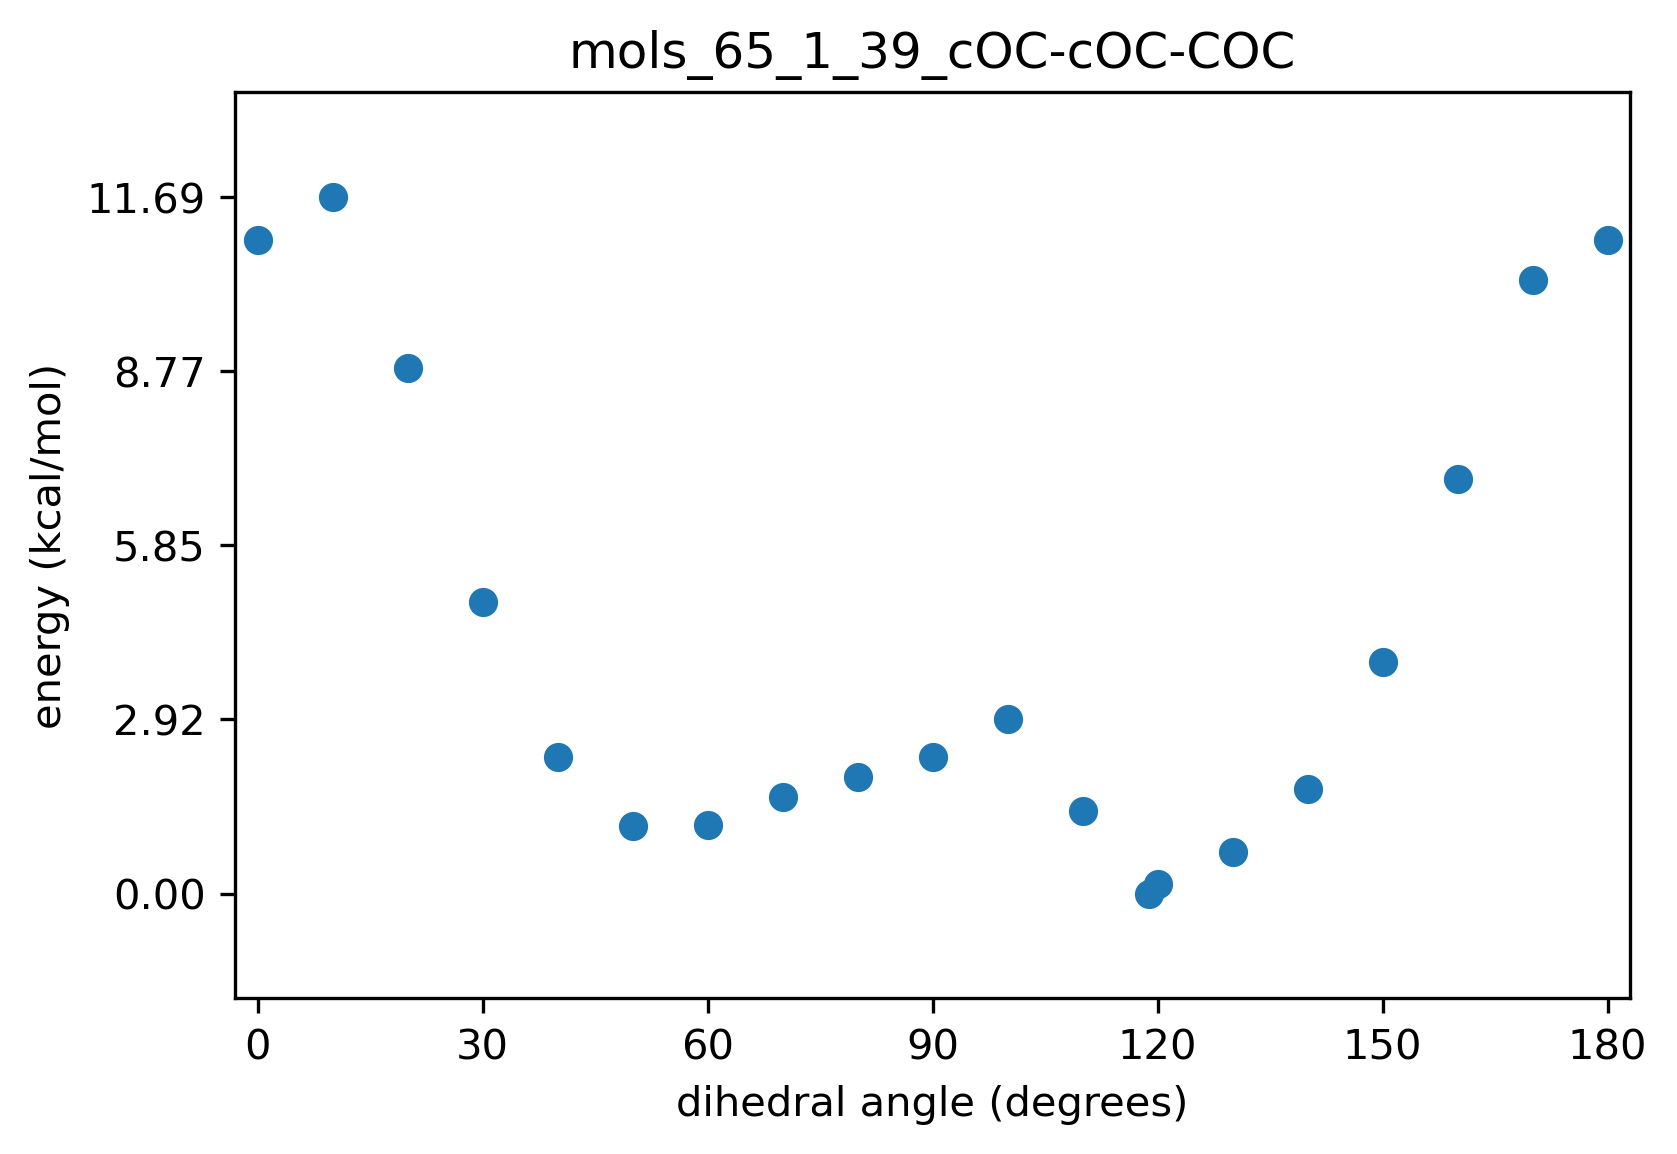 mols_65_1_39_cOC-cOC-COC
energy (kcal/mol)
11.69
8.77
5.85
2.92
0.00
0 30 60 90 120 150 180
dihedral angle (degrees)